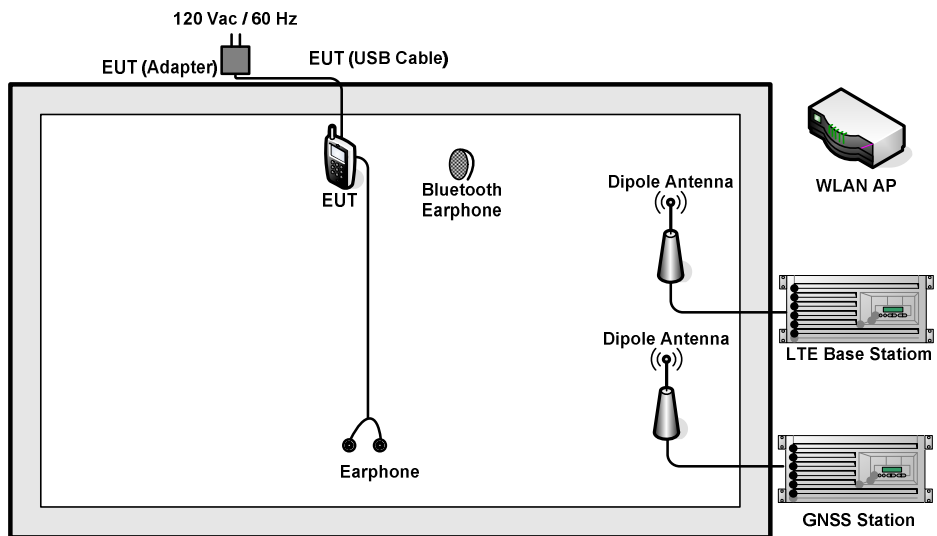 120 Vac / 60 Hz
EUT (Adapter)
EUT (USB Cable)
EUT
Bluetooth
Earphone
Dipole Antenna
WLAN AP
LTE Base Statiom
Dipole Antenna
Earphone
GNSS Station